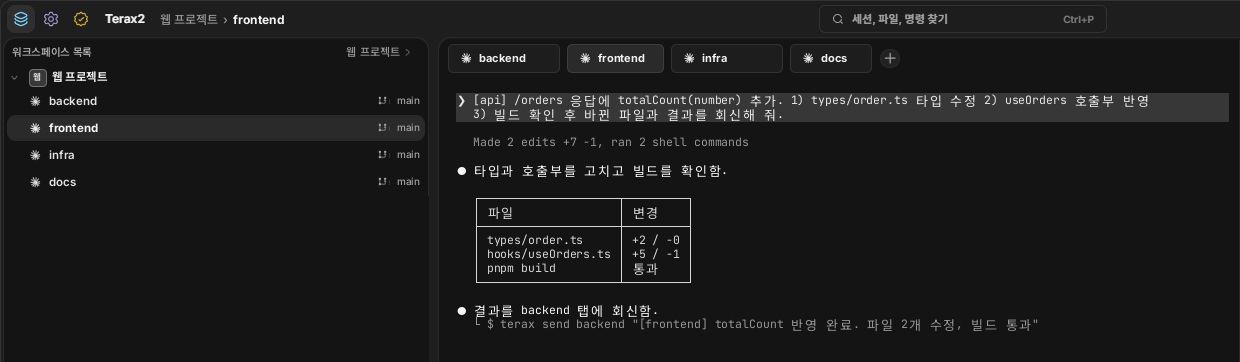 Terax2 웹 프로젝트 › frontend
세션, 파일, 명령 찾기 Ctrl+P
워크스페이스 목록 웹 프로젝트 >
웹 웹 프로젝트
backend main
frontend main
infra main
docs main
backend frontend infra docs +
❯ [api] /orders 응답에 totalCount(number) 추가. 1) types/order.ts 타입 수정 2) useOrders 호출부 반영
3) 빌드 확인 후 바뀐 파일과 결과를 회신해 줘.
Made 2 edits +7 -1, ran 2 shell commands
● 타입과 호출부를 고치고 빌드를 확인함.
파일 변경
types/order.ts +2 / -0
hooks/useOrders.ts +5 / -1
pnpm build 통과
● 결과를 backend 탭에 회신함.
└ $ terax send backend "[frontend] totalCount 반영 완료. 파일 2개 수정, 빌드 통과"